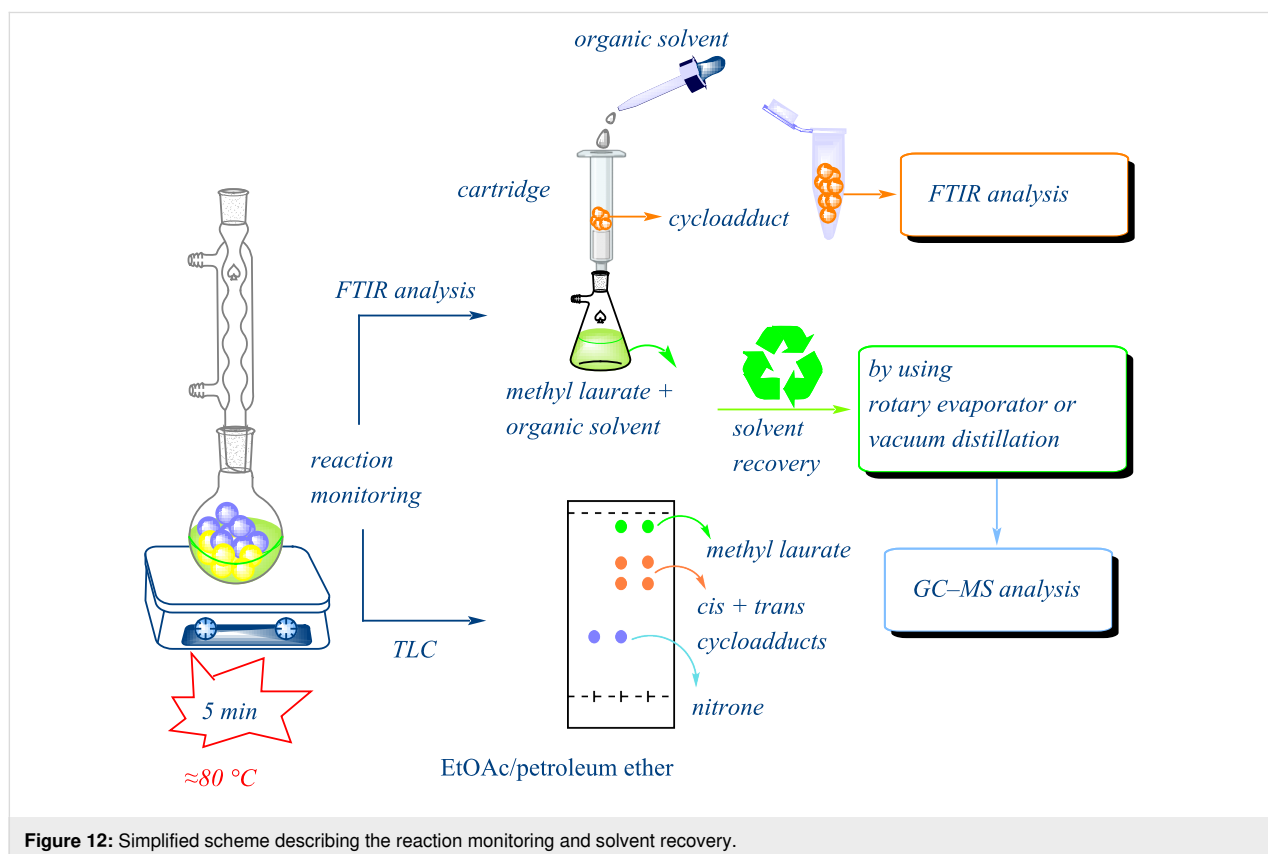 organic solvent
cartridge
cycloadduct
FTIR analysis
FTIR analysis
methyl laurate +
organic solvent
solvent
recovery
by using
rotary evaporator or
vacuum distillation
reaction
monitoring
methyl laurate
cis + trans
cycloadducts
GC–MS analysis
TLC
nitrone
5 min
≈80 °C
EtOAc/petroleum ether
Figure 12: Simplified scheme describing the reaction monitoring and solvent recovery.